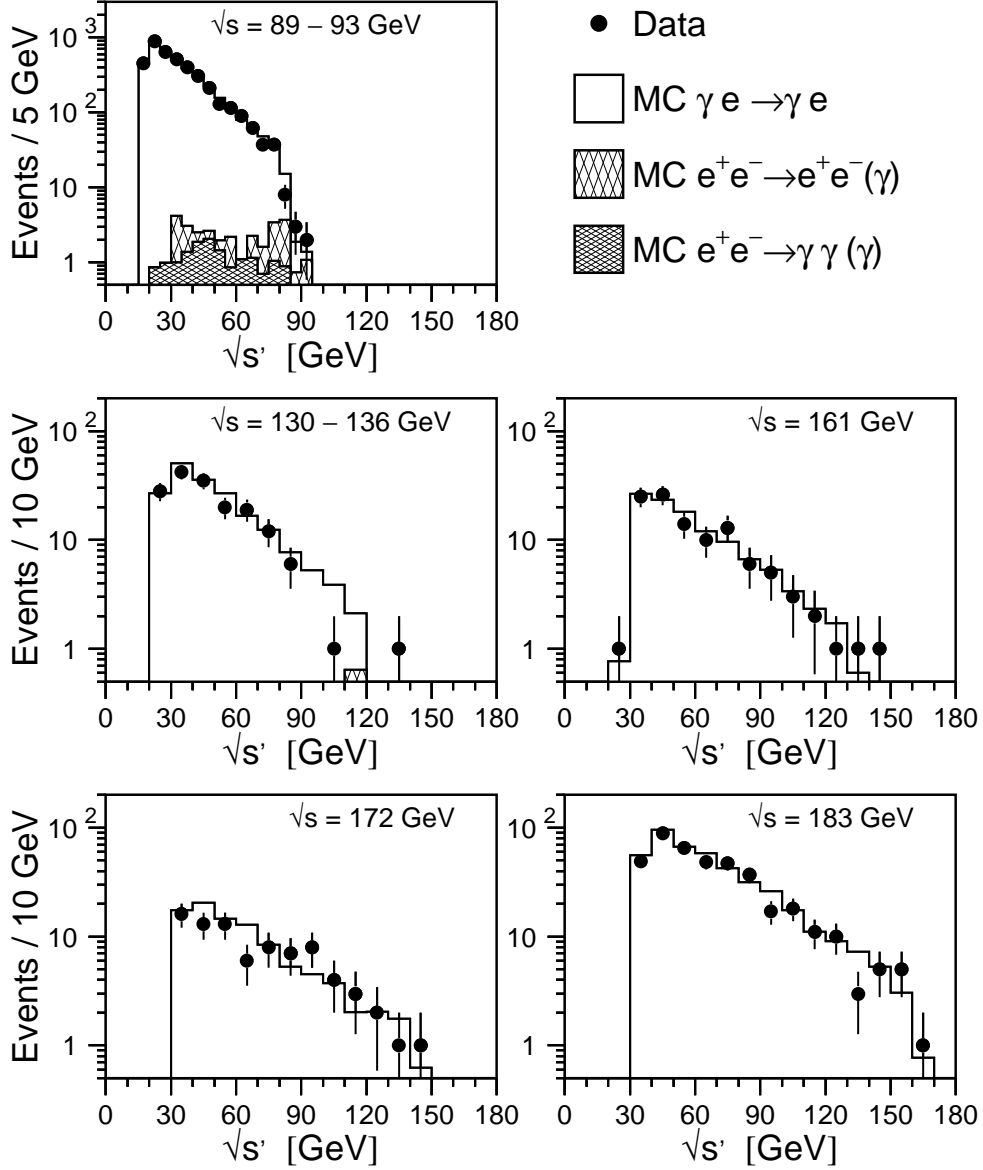 √s = 89 – 93 GeV
Events / 5 GeV
10³
10²
10
1
0 30 60 90 120 150 180
√s’ [GeV]
Data
MC γ e →γ e
MC e⁺e⁻→e⁺e⁻(γ)
MC e⁺e⁻→γ γ (γ)
√s = 130 – 136 GeV
Events / 10 GeV
10²
10
1
0 30 60 90 120 150 180
√s’ [GeV]
√s = 161 GeV
10²
10
1
0 30 60 90 120 150 180
√s’ [GeV]
√s = 172 GeV
Events / 10 GeV
10²
10
1
0 30 60 90 120 150 180
√s’ [GeV]
√s = 183 GeV
10²
10
1
0 30 60 90 120 150 180
√s’ [GeV]